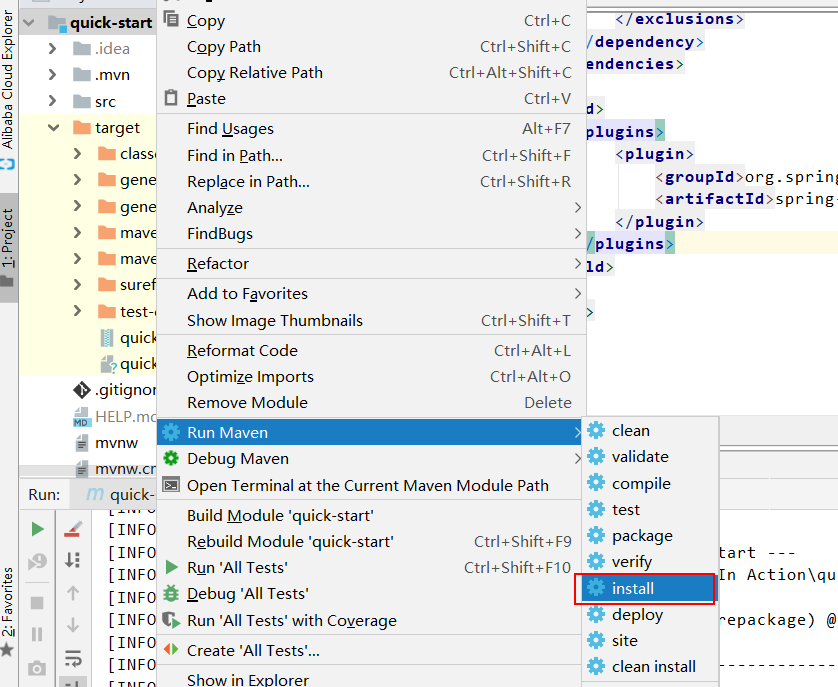 Alibaba Cloud Explorer
1: Project
2: Favorites
quick-start
.idea
.mvn
src
target
classe
gene
gene
mave
mave
suref
test-
quick
quick
.gitignor
HELP.mc
mvnw
mvnw.cm
Copy Ctrl+C
Copy Path Ctrl+Shift+C
Copy Relative Path Ctrl+Alt+Shift+C
Paste Ctrl+V
Find Usages Alt+F7
Find in Path... Ctrl+Shift+F
Replace in Path... Ctrl+Shift+R
Analyze
FindBugs
Refactor
Add to Favorites
Show Image Thumbnails Ctrl+Shift+T
Reformat Code Ctrl+Alt+L
Optimize Imports Ctrl+Alt+O
Remove Module Delete
Run Maven
Debug Maven
Open Terminal at the Current Maven Module Path
Build Module 'quick-start'
Rebuild Module 'quick-start' Ctrl+Shift+F9
Run 'All Tests' Ctrl+Shift+F10
Debug 'All Tests'
Run 'All Tests' with Coverage
Create 'All Tests'...
Show in Explorer
clean
validate
compile
test
package
verify
install
deploy
site
clean install
</exclusions>
/dependency>
endencies>
d>
plugins>
<plugin>
<groupId>org.spring
<artifactId>spring-
</plugin>
/plugins>
ld>
>
Run: quick-
[INFO
[INFO
[INFO
[INFO
[INFO
[INFO
[INFO
[INFO
tart ---
In Action\qu
repackage) @
------------